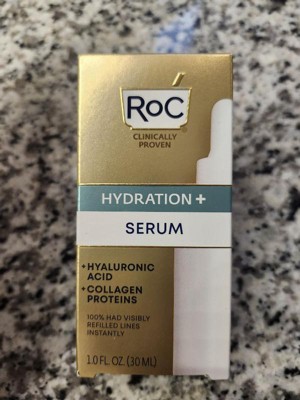 RoC
CLINICALLY
PROVEN
HYDRATION +
SERUM
• HYALURONIC
ACID
• COLLAGEN
PROTEINS
100% HAD VISIBLY
REFILLED LINES
INSTANTLY
1.0 FL. OZ. (30 ML)